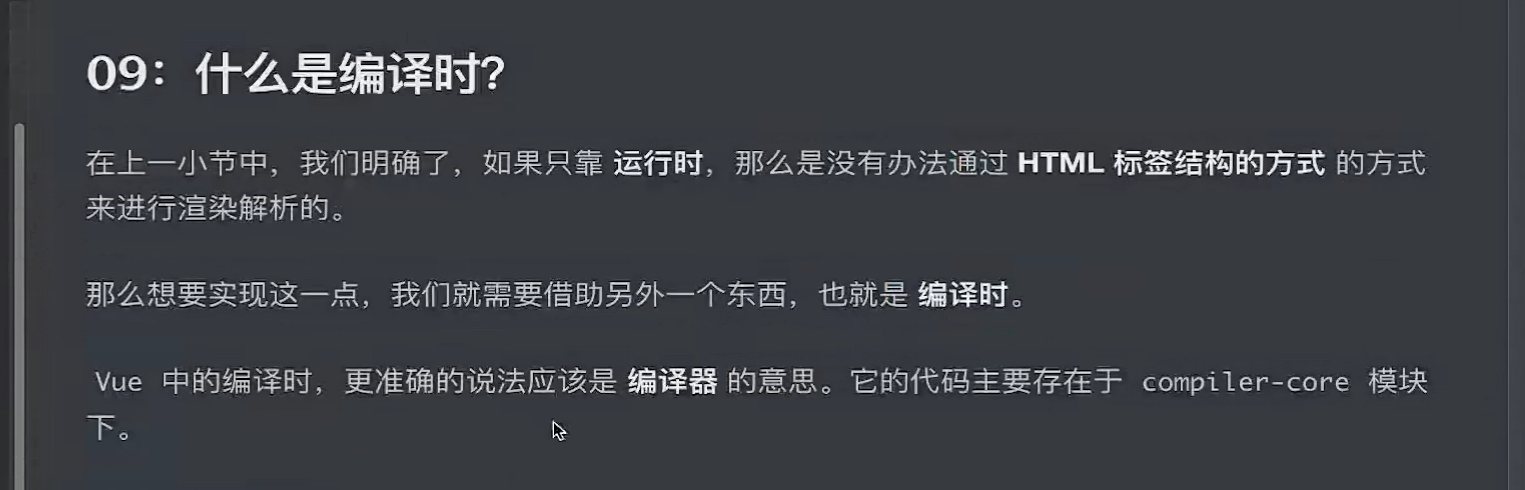 09：什么是编译时？
在上一小节中，我们明确了，如果只靠 运行时，那么是没有办法通过 HTML 标签结构的方式 的方式
来进行渲染解析的。
那么想要实现这一点，我们就需要借助另外一个东西，也就是 编译时。
Vue 中的编译时，更准确的说法应该是 编译器 的意思。它的代码主要存在于 compiler-core 模块
下。